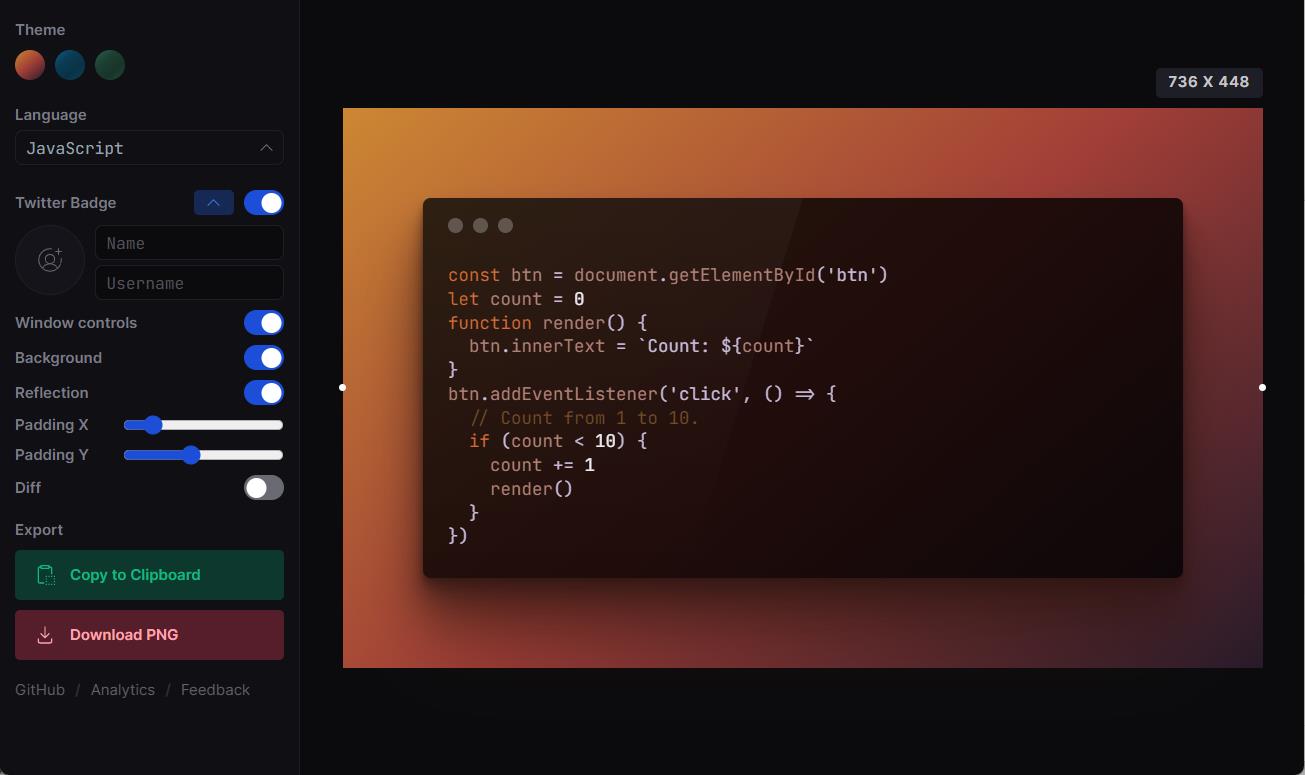 Theme
Language
JavaScript
Twitter Badge
Name
Username
Window controls
Background
Reflection
Padding X
Padding Y
Diff
Export
Copy to Clipboard
Download PNG
GitHub / Analytics / Feedback
736 X 448
const btn = document.getElementById('btn')
let count = 0
function render() {
  btn.innerText = `Count: ${count}`
}
btn.addEventListener('click', () => {
  // Count from 1 to 10.
  if (count < 10) {
    count += 1
    render()
  }
})